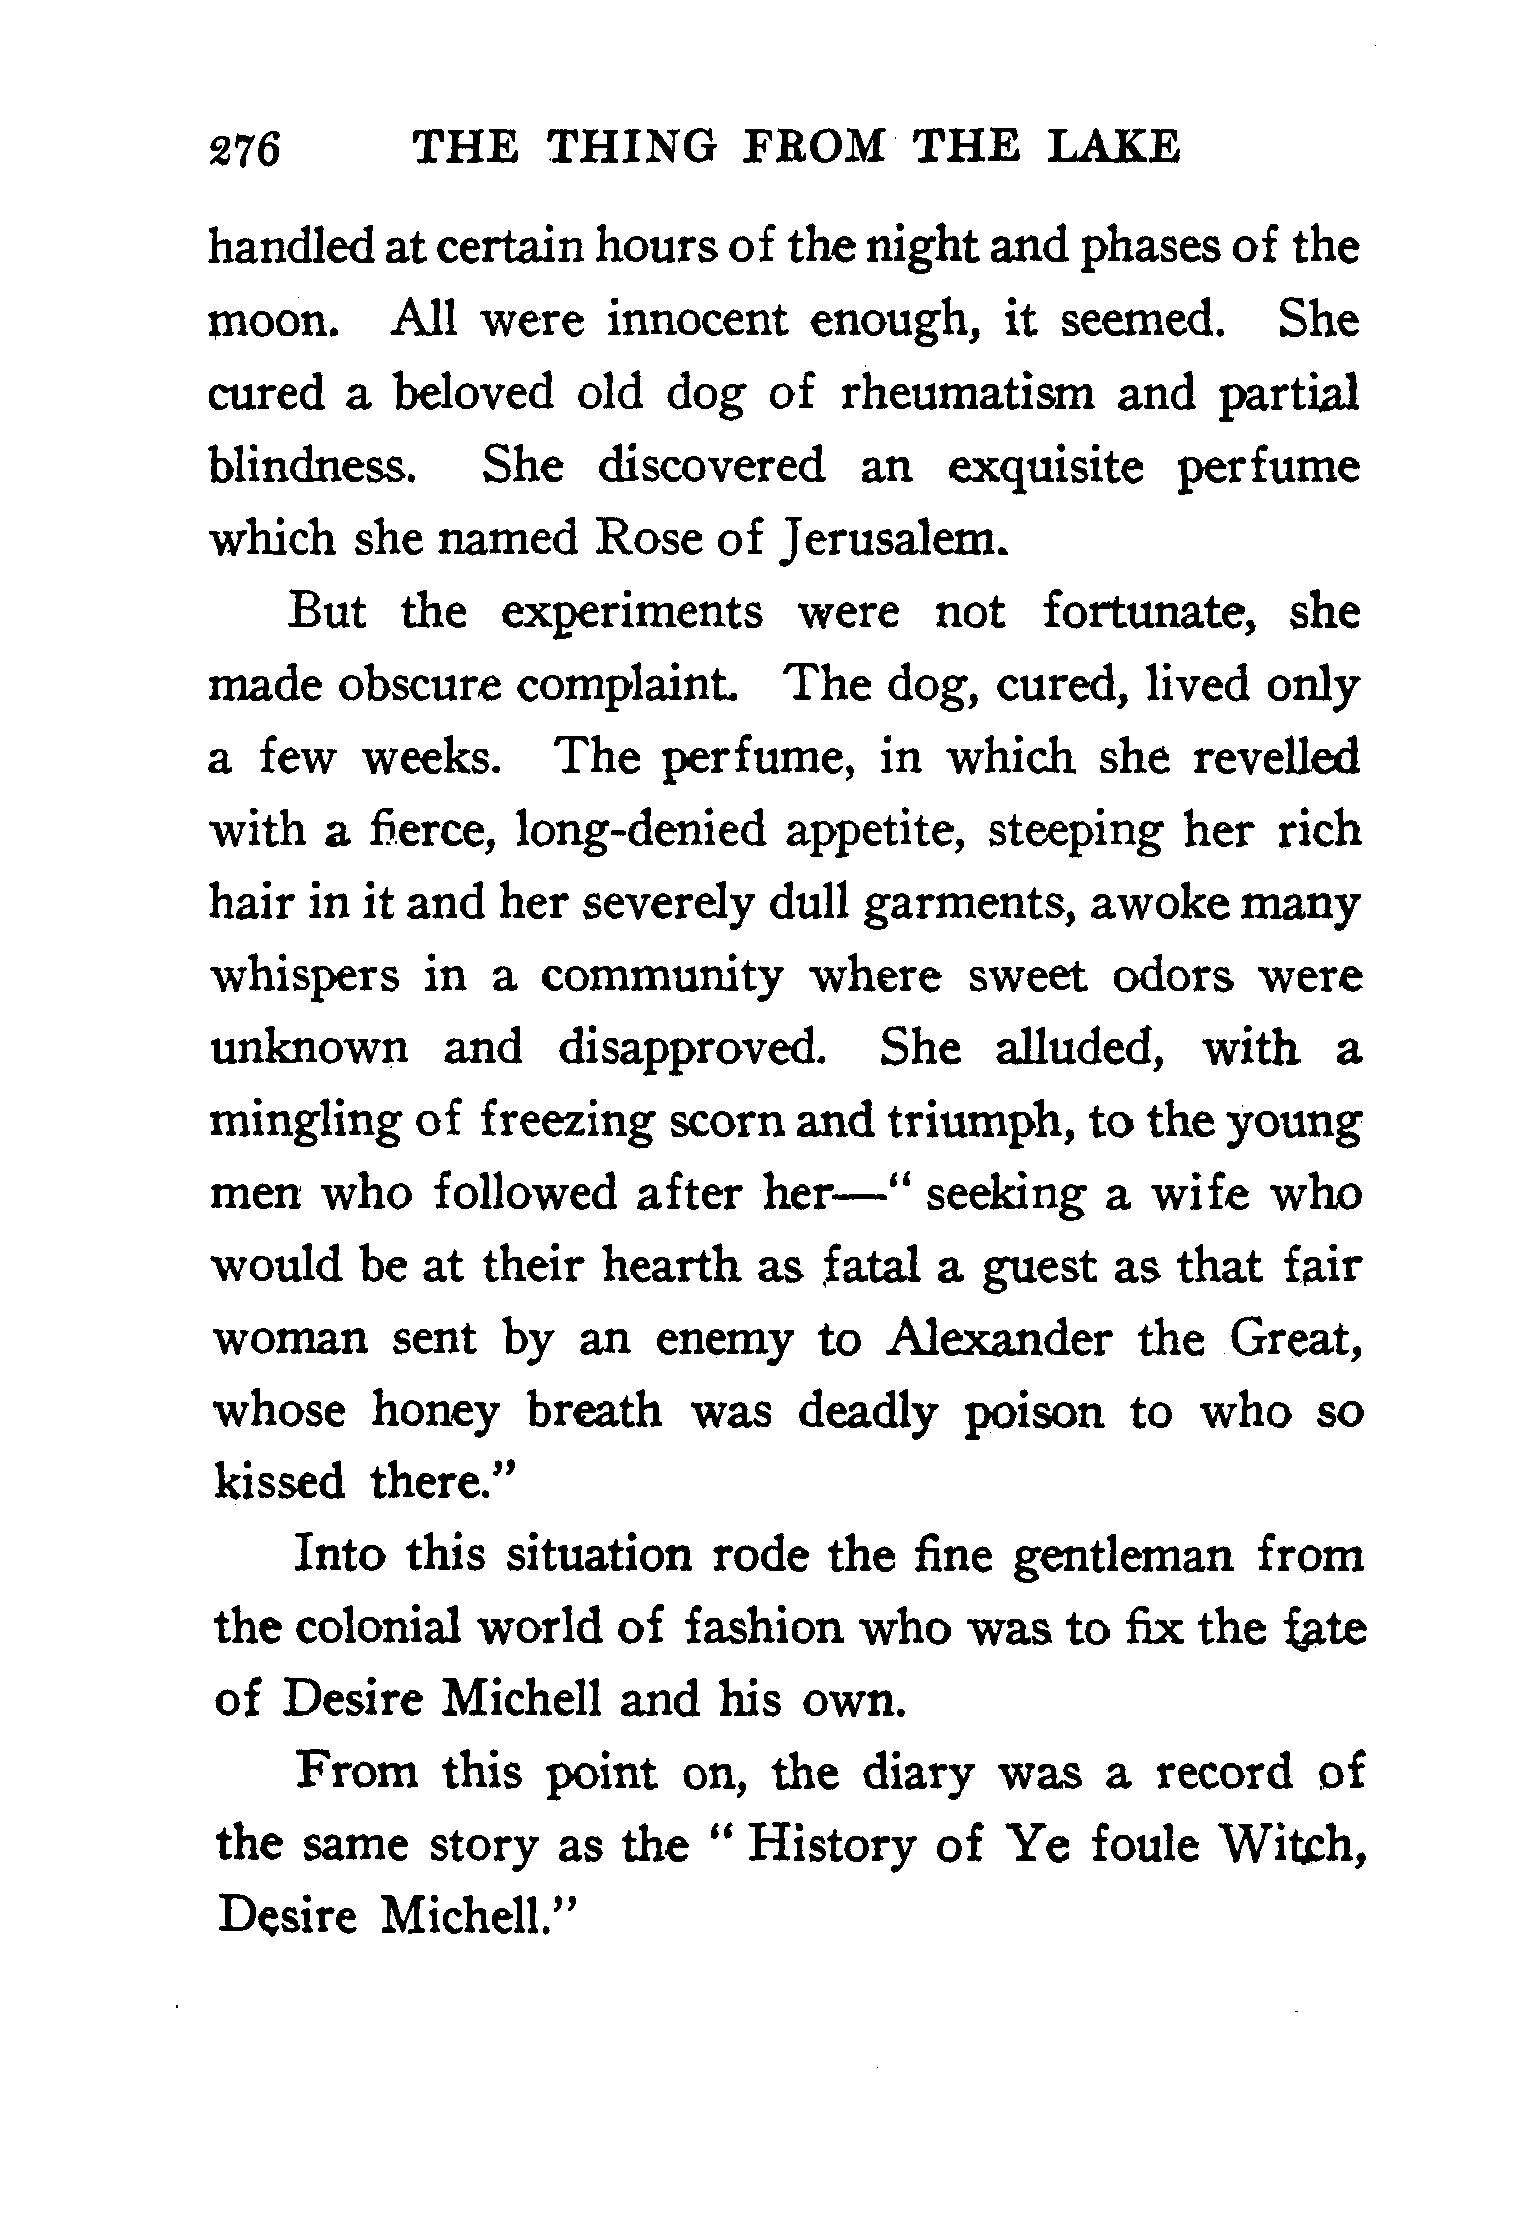 276 THE THING FROM THE LAKE
handled at certain hours of the night and phases of the
moon. All were innocent enough, it seemed. She
cured a beloved old dog of rheumatism and partial
blindness. She discovered an exquisite perfume
which she named Rose of Jerusalem.
But the experiments were not fortunate, she
made obscure complaint. The dog, cured, lived only
a few weeks. The perfume, in which she revelled
with a fierce, long-denied appetite, steeping her rich
hair in it and her severely dull garments, awoke many
whispers in a community where sweet odors were
unknown and disapproved. She alluded, with a
mingling of freezing scorn and triumph, to the young
men who followed after her—" seeking a wife who
would be at their hearth as fatal a guest as that fair
woman sent by an enemy to Alexander the Great,
whose honey breath was deadly poison to who so
kissed there."
Into this situation rode the fine gentleman from
the colonial world of fashion who was to fix the fate
of Desire Michell and his own.
From this point on, the diary was a record of
the same story as the " History of Ye foule Witch,
Desire Michell."